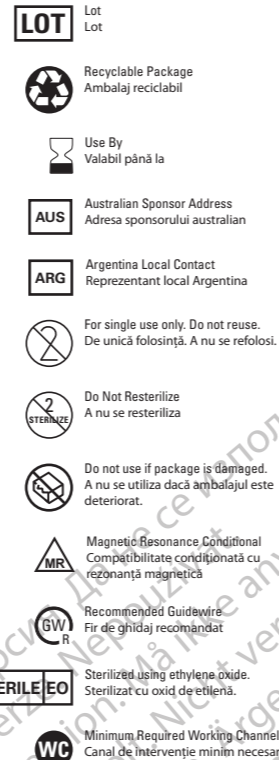 LOT
Lot
Lot
Recyclable Package
Ambalaj reciclabil
Use By
Valabil până la
AUS
Australian Sponsor Address
Adresa sponsorului australian
ARG
Argentina Local Contact
Reprezentant local Argentina
2
For single use only. Do not reuse.
De unică folosință. A nu se refolosi.
2
STERILIZE
Do Not Resterilize
A nu se resteriliza
Do not use if package is damaged.
A nu se utiliza dacă ambalajul este
deteriorat.
MR
Magnetic Resonance Conditional
Compatibilitate condiționată cu
rezonanță magnetică
GW
R
Recommended Guidewire
Fir de ghidaj recomandat
EO
Sterilized using ethylene oxide.
Sterilizat cu oxid de etilenă.
WC
Minimum Required Working Channel
Canal de intervenție minim necesar